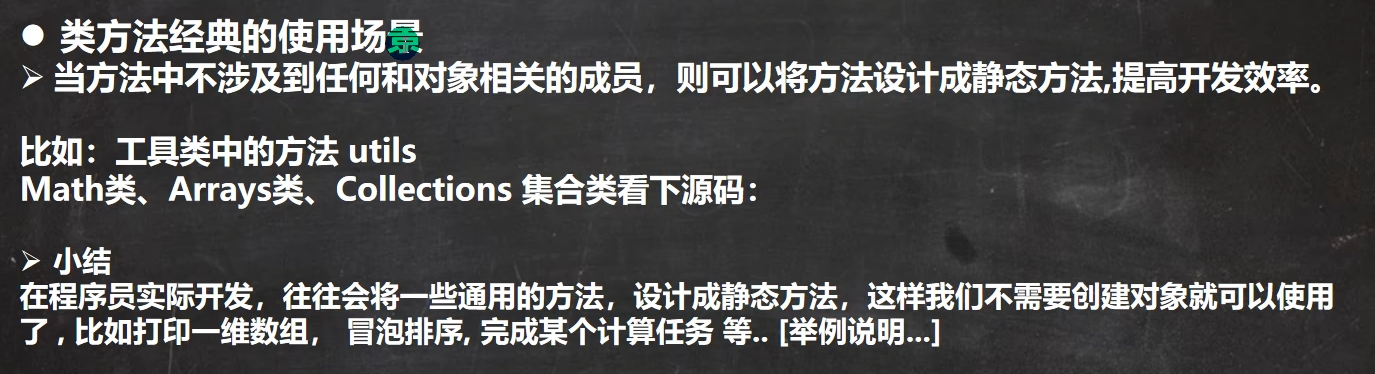 ● 类方法经典的使用场景
➢ 当方法中不涉及到任何和对象相关的成员，则可以将方法设计成静态方法,提高开发效率。
比如：工具类中的方法 utils
Math类、Arrays类、Collections 集合类看下源码：
➢ 小结
在程序员实际开发，往往会将一些通用的方法，设计成静态方法，这样我们不需要创建对象就可以使用
了 , 比如打印一维数组， 冒泡排序, 完成某个计算任务 等.. [举例说明...]